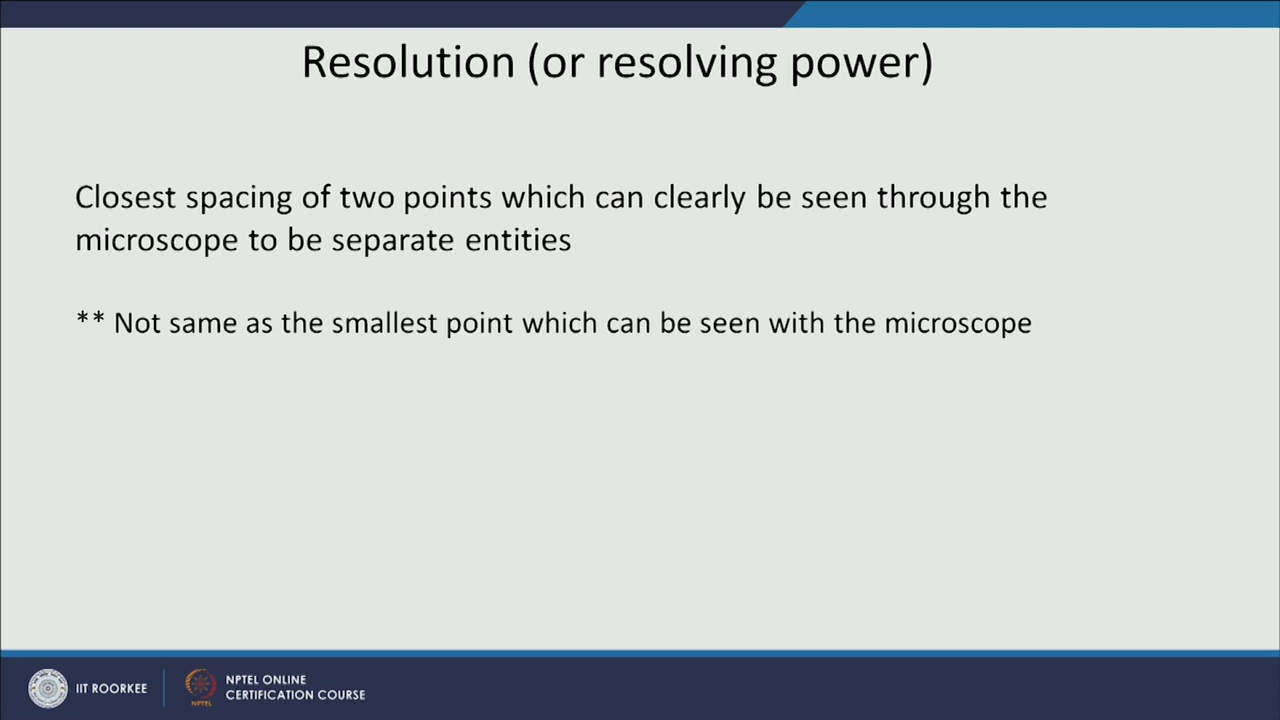 Resolution (or resolving power)
Closest spacing of two points which can clearly be seen through the
microscope to be separate entities
** Not same as the smallest point which can be seen with the microscope
IIT ROORKEE
NPTEL
NPTEL ONLINE
CERTIFICATION COURSE